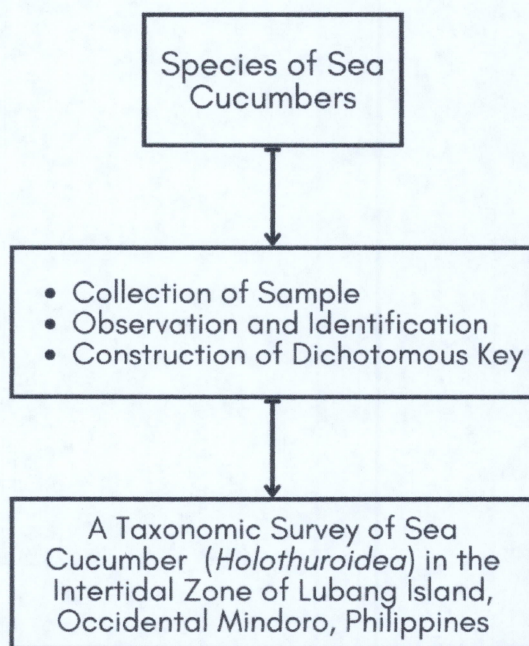 Species of Sea
Cucumbers
• Collection of Sample
• Observation and Identification
• Construction of Dichotomous Key
A Taxonomic Survey of Sea
Cucumber (Holothuroidea) in the
Intertidal Zone of Lubang Island,
Occidental Mindoro, Philippines